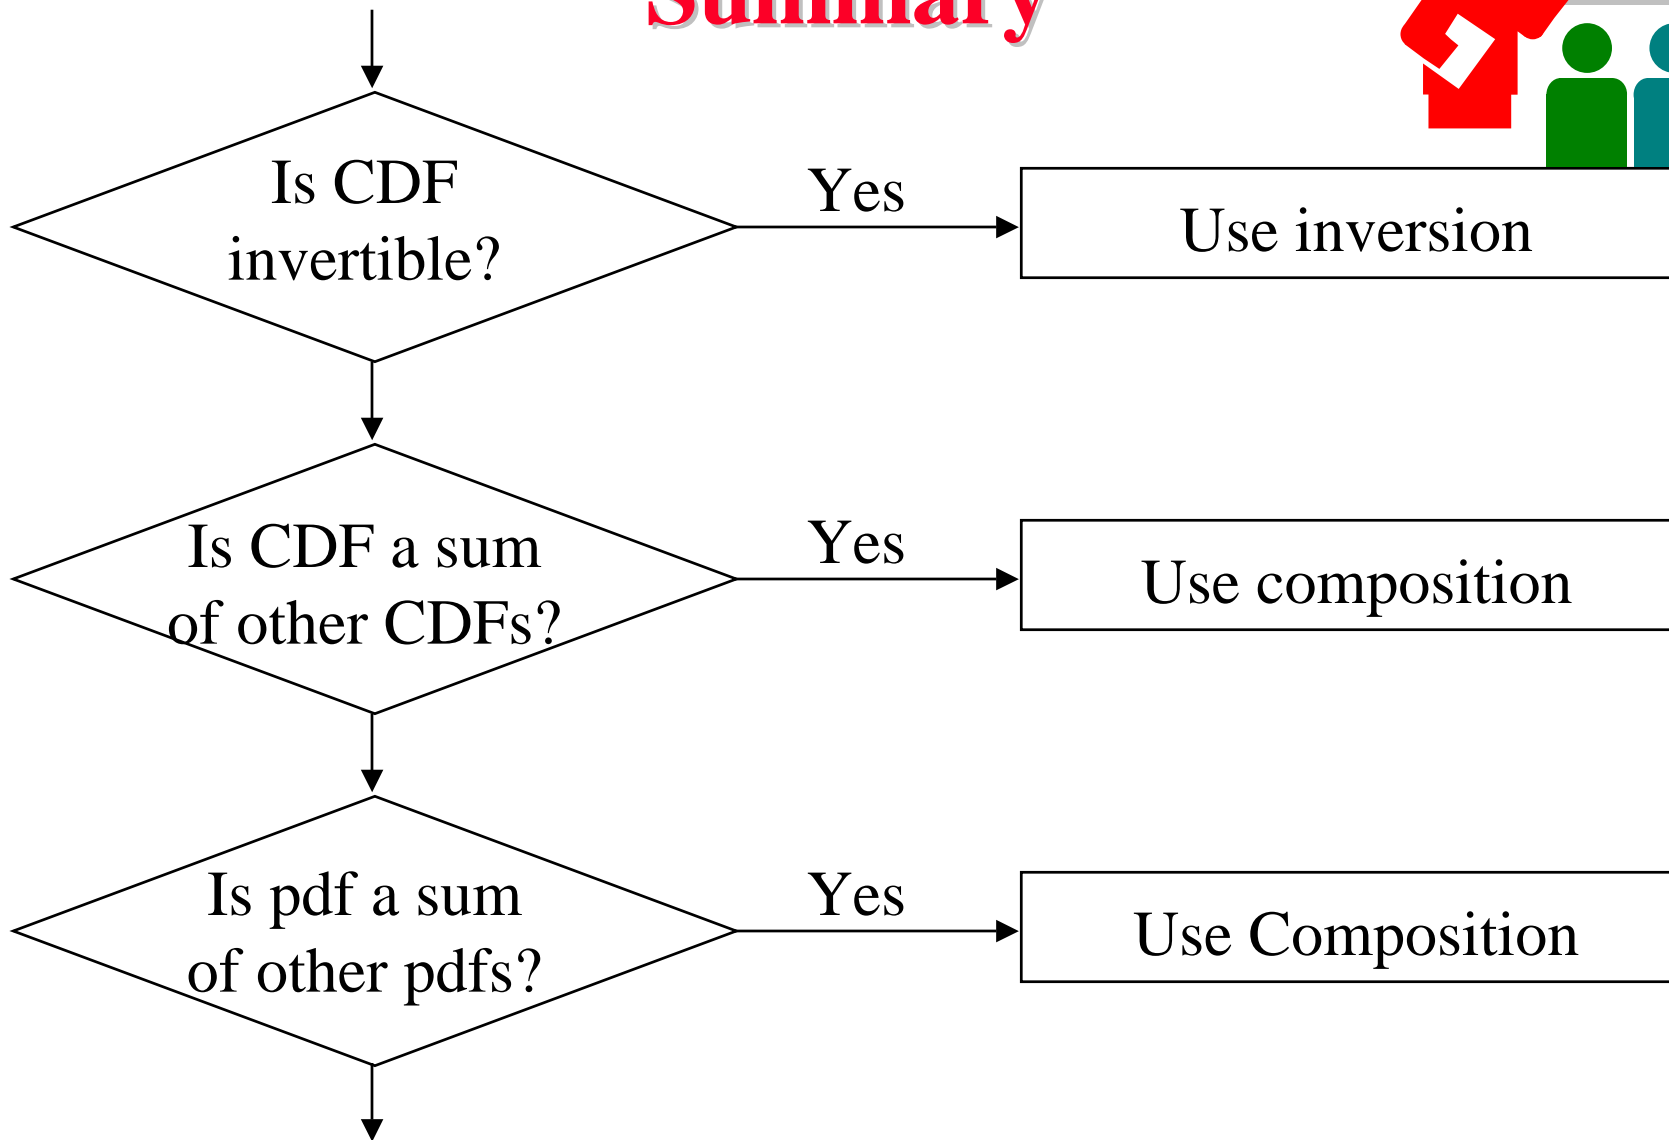 Summary
Is CDF
invertible?
Yes
Use inversion
Is CDF a sum
of other CDFs?
Yes
Use composition
Is pdf a sum
of other pdfs?
Yes
Use Composition